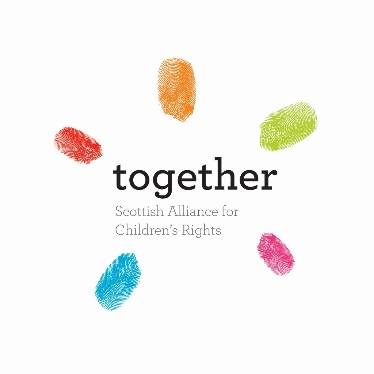 together
Scottish Alliance for
Children's Rights